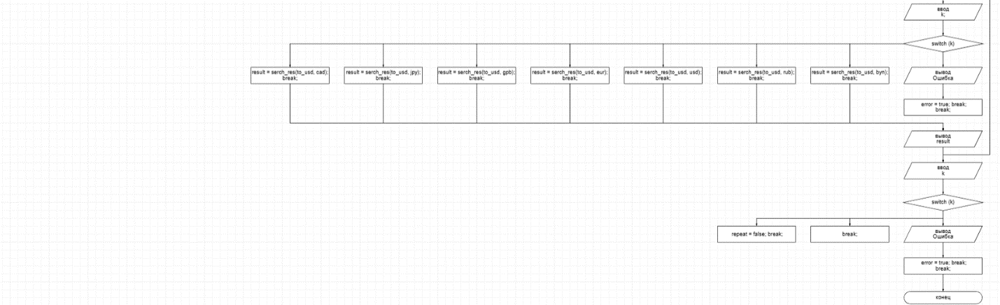 ввод
k;
switch (k)
result = serch_res(to_usd, cad);
break;
result = serch_res(to_usd, jpy);
break;
result = serch_res(to_usd, gpb);
break;
result = serch_res(to_usd, eur);
break;
result = serch_res(to_usd, usd);
break;
result = serch_res(to_usd, rub);
break;
result = serch_res(to_usd, byn);
break;
вывод
Ошибка
error = true; break;
break;
вывод
result
ввод
k
switch (k)
repeat = false; break;
break;
вывод
Ошибка
error = true; break;
break;
конец